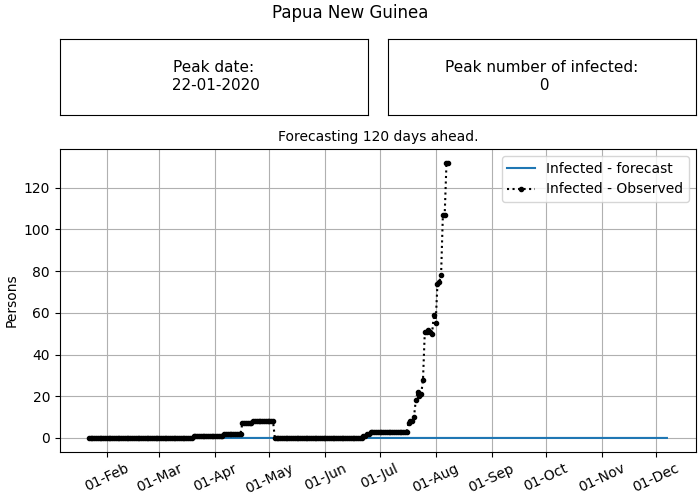 Papua New Guinea
Peak date:
22-01-2020
Peak number of infected:
0
Forecasting 120 days ahead.
Infected - forecast
Infected - Observed
Persons
120
100
80
60
40
20
0
01-Feb
01-Mar
01-Apr
01-May
01-Jun
01-Jul
01-Aug
01-Sep
01-Oct
01-Nov
01-Dec